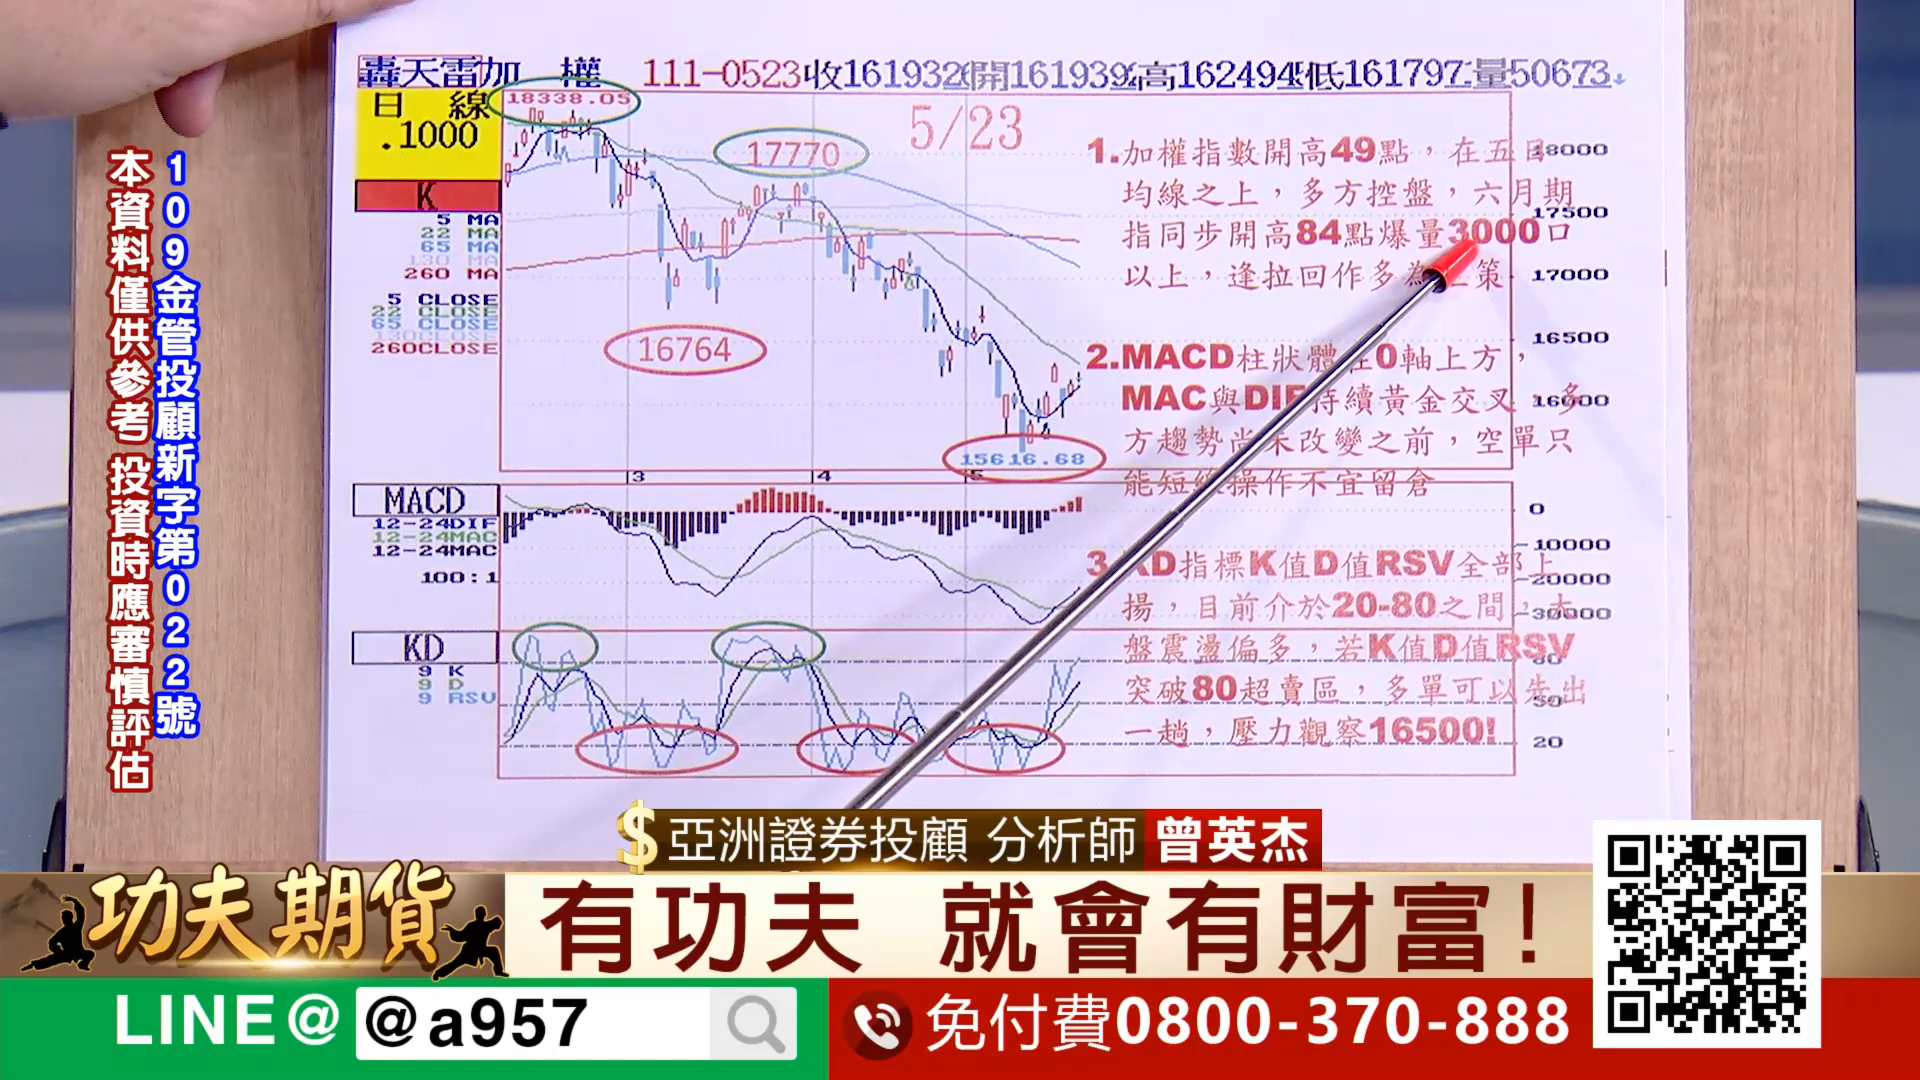 轟天雷加 權 111-0523收161932開161939高162494低161797量50673
日 線
.1000
K
5 MA
22 MA
65 MA
130 MA
260 MA
5 CLOSE
22 CLOSE
65 CLOSE
130CLOSE
260CLOSE
18338.05
17770
5/23
16764
15616.68
3
4
5
18000
17500
17000
16500
16000
1.加權指數開高49點，在五日
均線之上，多方控盤，六月期
指同步開高84點爆量3000口
以上，逢拉回作多為 策
2.MACD柱狀體在0軸上方，
MAC與DIF持續黃金交叉，多
方趨勢尚未改變之前，空單只
能短線操作不宜留倉
3.KD指標K值D值RSV全部上
揚，目前介於20-80之間，大
盤震盪偏多，若K值D值RSV
突破80超賣區，多單可以先出
一趟，壓力觀察16500!
MACD
12-24DIF
12-24MAC
12-24MAC
100:1
0
-10000
-20000
-30000
KD
9 K
9 D
9 RSV
80
50
20
109金管投顧新字第022號
本資料僅供參考 投資時應審慎評估
$亞洲證券投顧 分析師 曾英杰
功夫期貨
有功夫 就會有財富!
LINE@ @a957
免付費0800-370-888